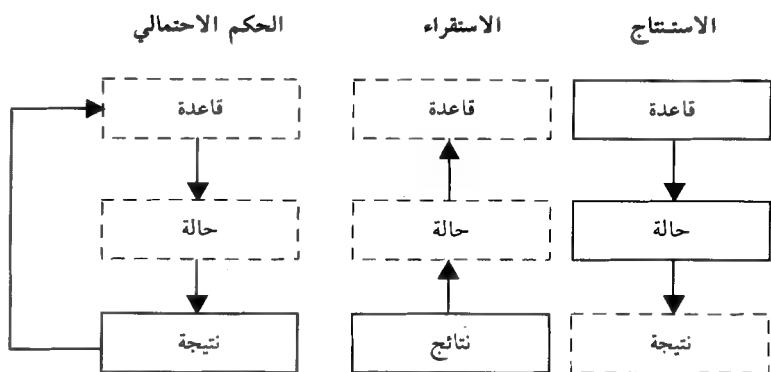 الاستنتاج الاستقراء الحكم الاحتمالي
قاعدة قاعدة قاعدة
حالة حالة حالة
نتيجة نتائج نتيجة